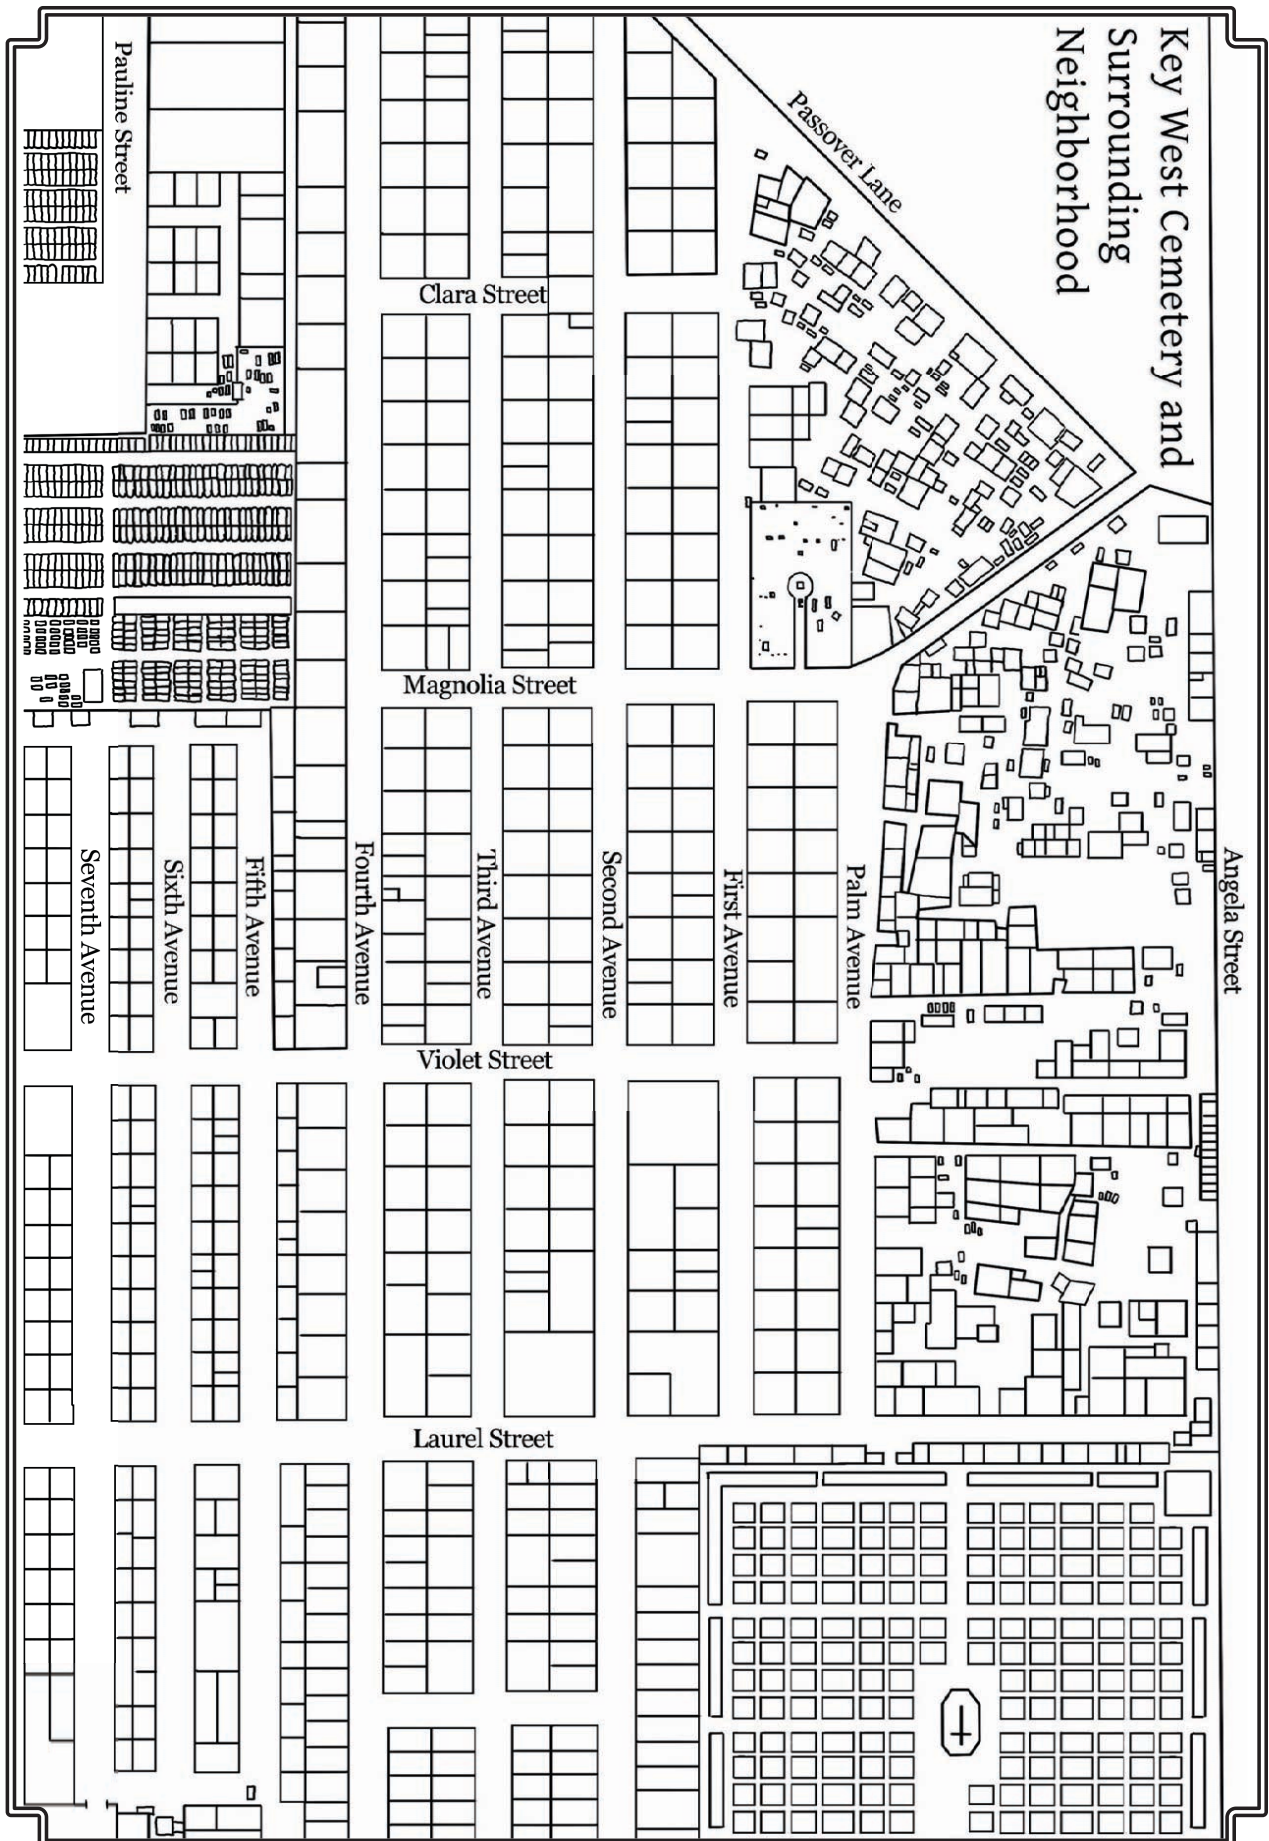 Key West Cemetery and
Surrounding
Neighborhood
Pauline Street
Passover Lane
Clara Street
Magnolia Street
Seventh Avenue
Sixth Avenue
Fifth Avenue
Fourth Avenue
Third Avenue
Second Avenue
First Avenue
Palm Avenue
Angela Street
Violet Street
Laurel Street